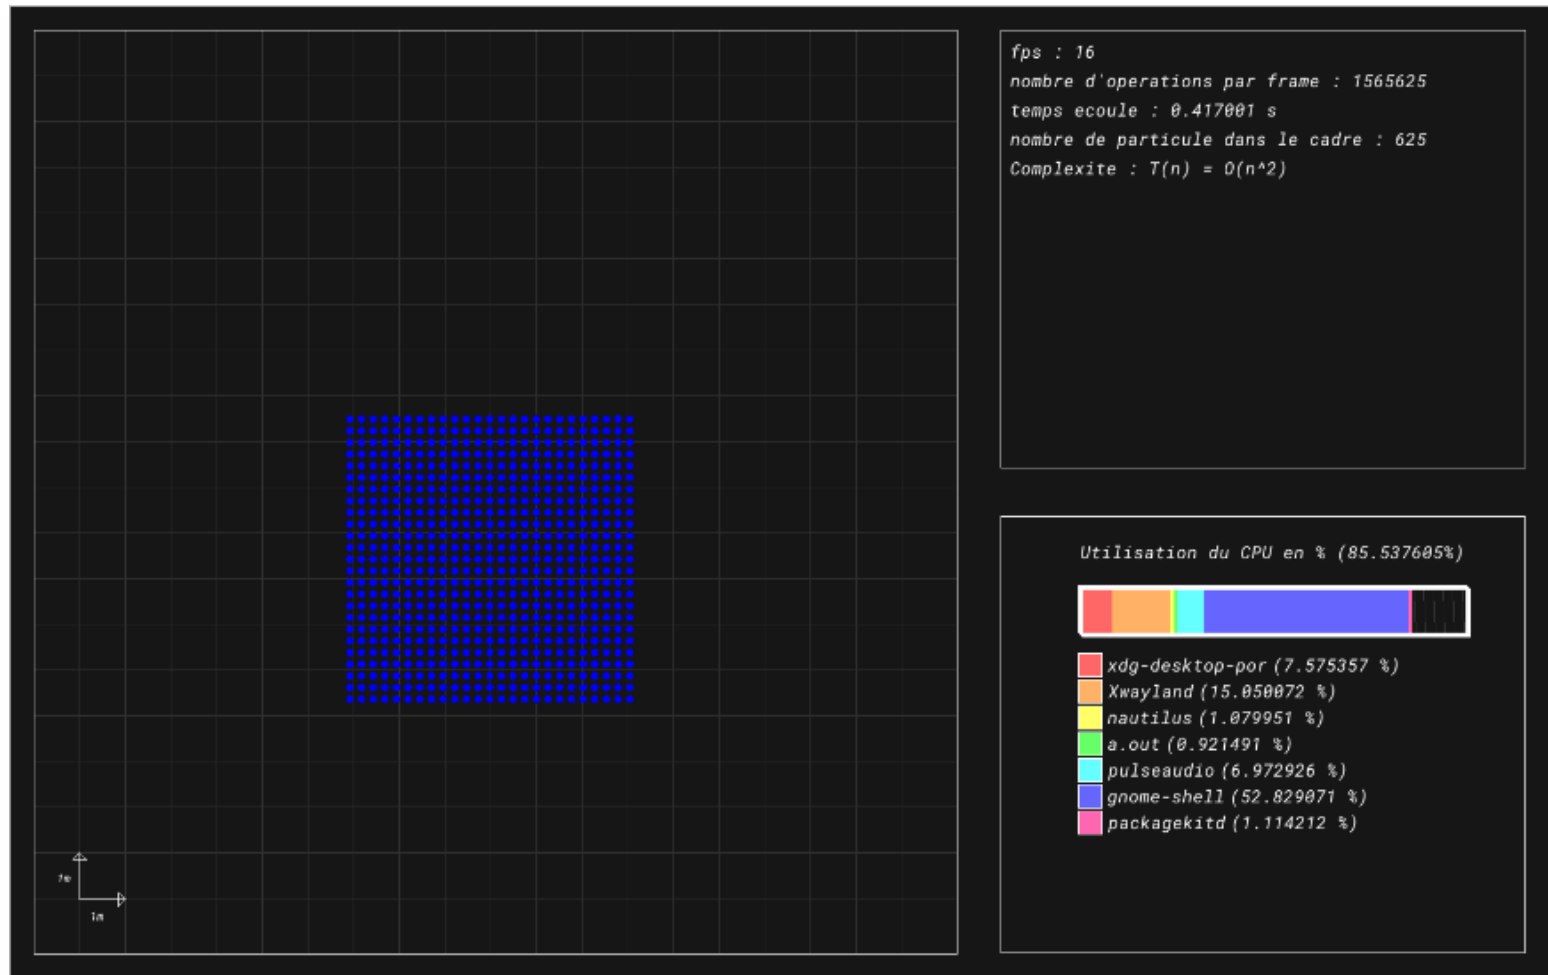 fps : 16
nombre d'operations par frame : 1565625
temps ecoule : 0.417001 s
nombre de particule dans le cadre : 625
Complexite : T(n) = O(n^2)
Utilisation du CPU en % (85.537605%)
xdg-desktop-por (7.575357 %)
Xwayland (15.050072 %)
nautilus (1.079951 %)
a.out (0.921491 %)
pulseaudio (6.972926 %)
gnome-shell (52.829071 %)
packagekitd (1.114212 %)
1m
1m